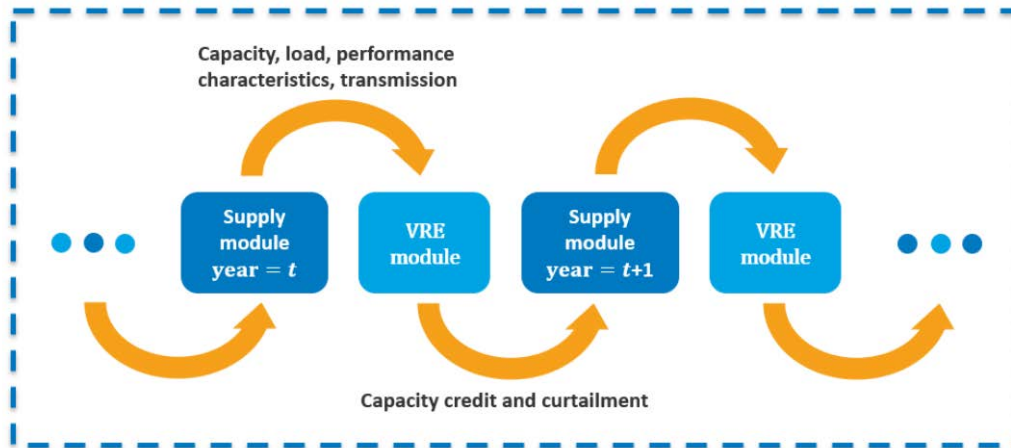 Capacity, load, performance
characteristics, transmission
Supply
module
year = t
VRE
module
Supply
module
year = t+1
VRE
module
Capacity credit and curtailment